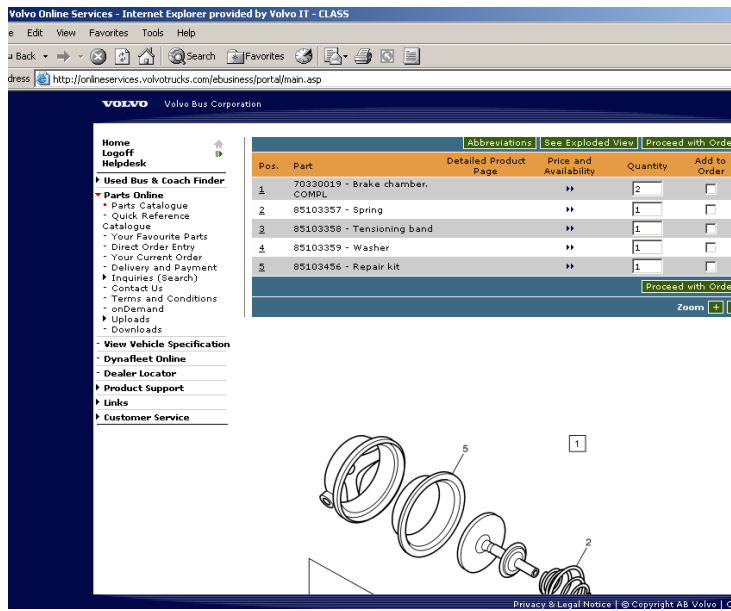 Volvo Online Services - Internet Explorer provided by Volvo IT - CLASS
e Edit View Favorites Tools Help
Back Search Favorites
dress http://onlineservices.volvotrucks.com/ebusiness/portal/main.asp
VOLVO Volvo Bus Corporation
Home
Logoff
Helpdesk
Used Bus & Coach Finder
Parts Online
Parts Catalogue
- Quick Reference
Catalogue
- Your Favourite Parts
- Direct Order Entry
- Your Current Order
- Delivery and Payment
Inquiries (Search)
- Contact Us
- Terms and Conditions
- onDemand
Uploads
- Downloads
- View Vehicle Specification
- Dynafleet Online
- Dealer Locator
Product Support
Links
Customer Service
Abbreviations See Exploded View Proceed with Orde
Pos. Part Detailed Product Page Price and Availability Quantity Add to Order
1 70330019 - Brake chamber. COMPL 2
2 85103357 - Spring 1
3 85103358 - Tensioning band 1
4 85103359 - Washer 1
5 85103456 - Repair kit 1
Proceed with Orde
Zoom +
5
1
2
Privacy & Legal Notice | © Copyright AB Volvo | C